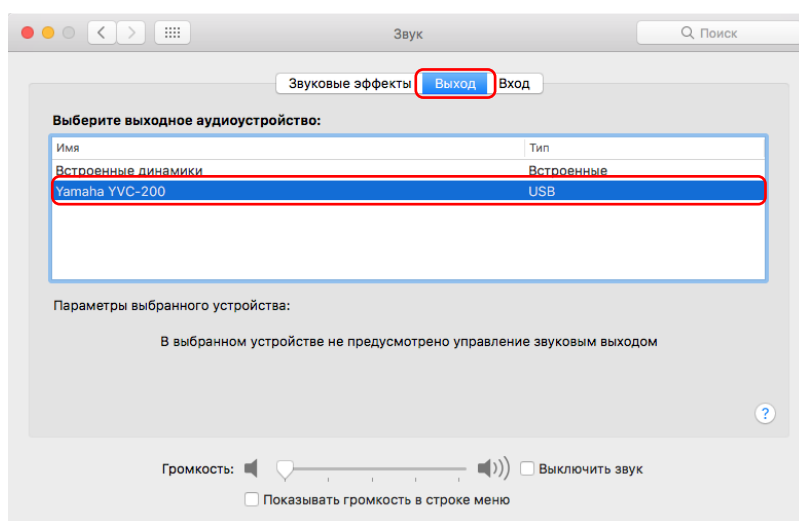 Звук
Поиск
Звуковые эффекты Выход Вход
Выберите выходное аудиоустройство:
Имя Тип
Встроенные динамики Встроенные
Yamaha YVC-200 USB
Параметры выбранного устройства:
В выбранном устройстве не предусмотрено управление звуковым выходом
?
Громкость: Выключить звук
Показывать громкость в строке меню